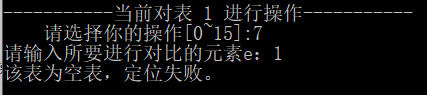 -----------当前对表 1 进行操作-----------
请选择你的操作[0~15]:7
请输入所要进行对比的元素e：1
该表为空表，定位失败。